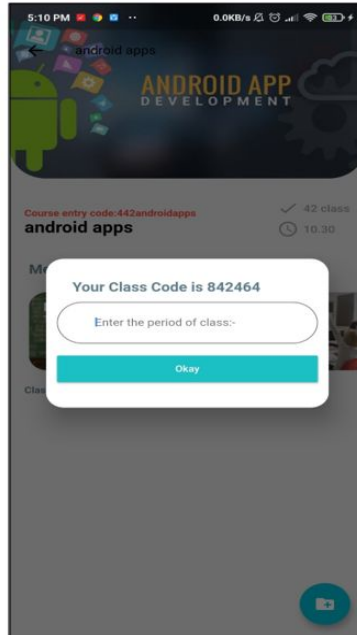 5:10 PM
0.0KB/s
android apps
ANDROID APP
DEVELOPMENT
Course entry code:442androidapps
42 class
android apps
10.30
Your Class Code is 842464
Enter the period of class:-
Okay